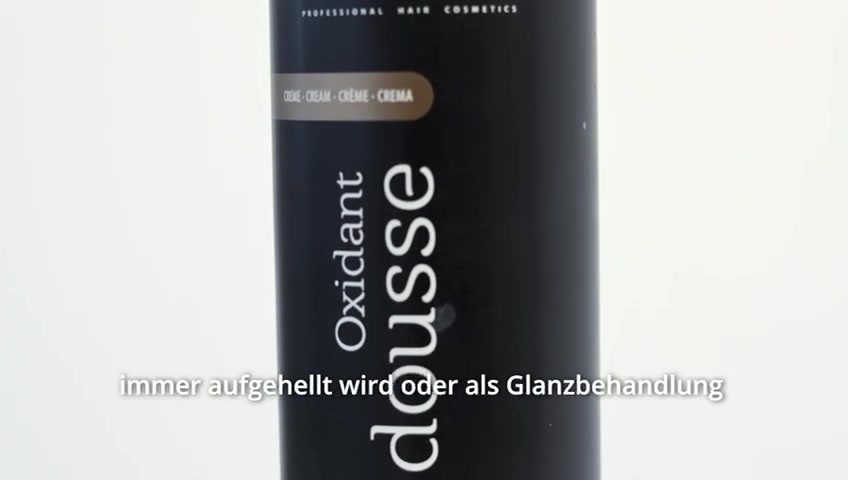 PROFESSIONAL HAIR COSMETICS
CREME - CREAM - CRÈME - CREMA
Oxidant
dousse
immer aufgehellt wird oder als Glanzbehandlung